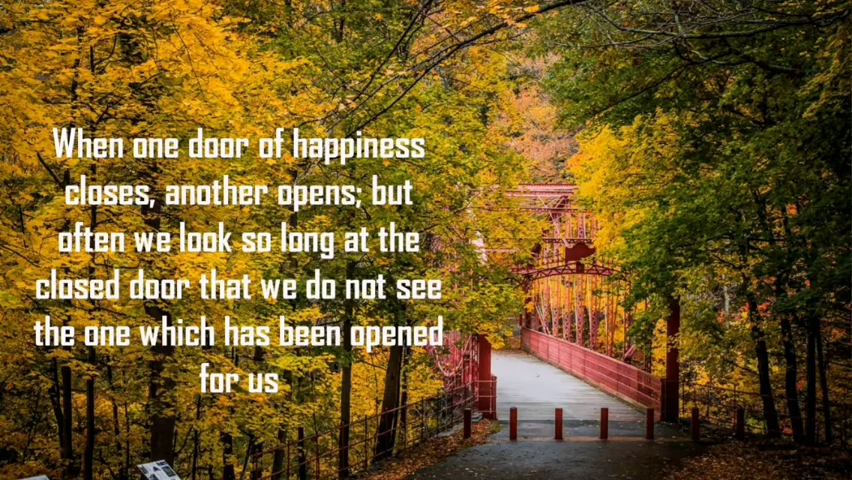 When one door of happiness
closes, another opens; but
often we look so long at the
closed door that we do not see
the one which has been opened
for us